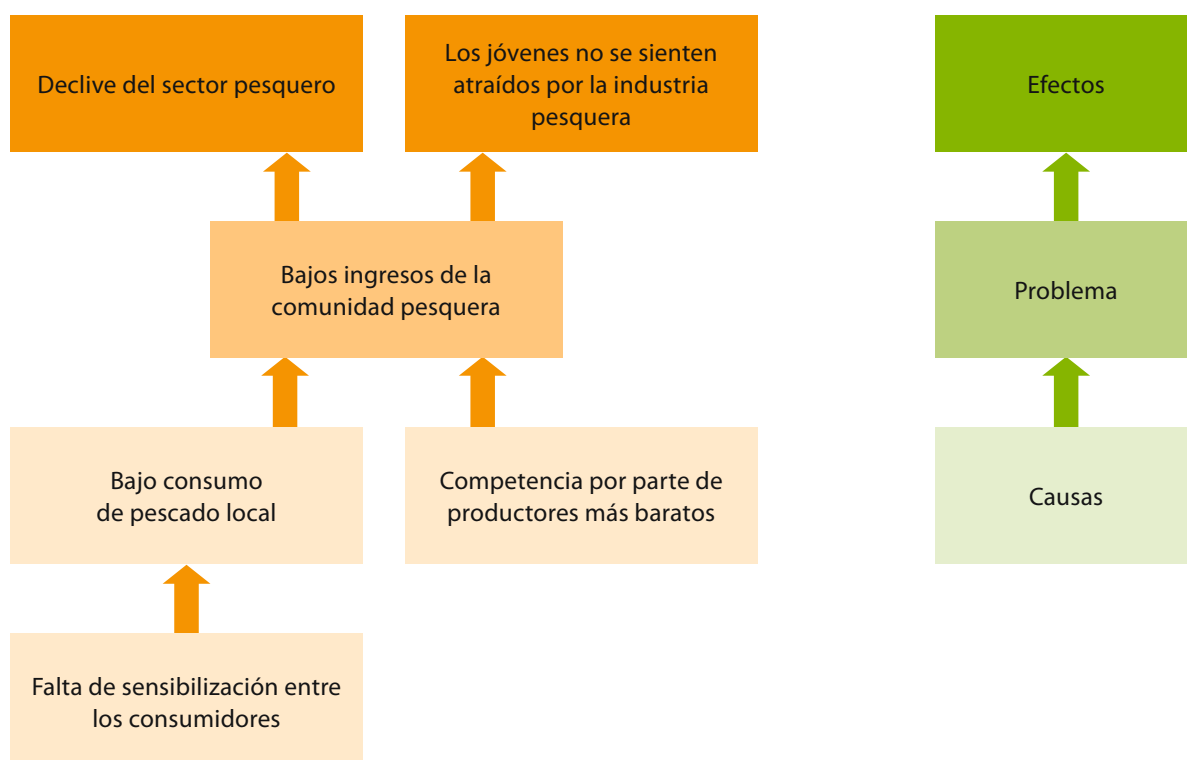 Declive del sector pesquero
Los jóvenes no se sienten
atraídos por la industria
pesquera
Efectos
Bajos ingresos de la
comunidad pesquera
Problema
Bajo consumo
de pescado local
Competencia por parte de
productores más baratos
Causas
Falta de sensibilización entre
los consumidores